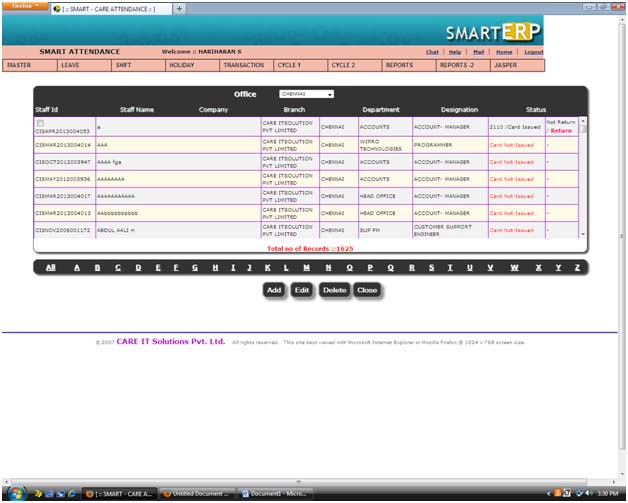 Firefox
[ :: SMART - CARE ATTENDANCE :: ]
+
SMARTERP
SMART ATTENDANCE Welcome :: HARIHARAN S Chat | Help | Mail | Home | Logout
MASTER LEAVE SHIFT HOLIDAY TRANSACTION CYCLE 1 CYCLE 2 REPORTS REPORTS -2 JASPER
Office CHENNAI
Staff Id Staff Name Company Branch Department Designation Status
CISAPR2013004053 a CARE ITSOLUTION PVT LIMITED CHENNAI ACCOUNTS ACCOUNT- MANAGER 2110 /Card Issued Not Return / Return
CISMAR2013004014 AAA CARE ITSOLUTION PVT LIMITED CHENNAI WIPRO TECHNOLOGIES PROGRAMMER Card Not-Issued -
CISOCT2012003947 AAAA fga CARE ITSOLUTION PVT LIMITED CHENNAI ACCOUNTS ACCOUNT- MANAGER Card Not-Issued -
CISMAY2012003936 AAAAAAAA CARE ITSOLUTION PVT LIMITED CHENNAI ACCOUNTS ACCOUNT- MANAGER Card Not-Issued -
CISMAR2013004017 AAAAAAAAAAA CARE ITSOLUTION PVT LIMITED CHENNAI HEAD OFFICE ACCOUNT- MANAGER Card Not-Issued -
CISMAR2013004013 AAbbbbbbbbbb CARE ITSOLUTION PVT LIMITED CHENNAI HEAD OFFICE ACCOUNT- MANAGER Card Not-Issued -
CISNOV2006001172 ABDUL AALI H CARE ITSOLUTION PVT LIMITED CHENNAI SUP FM CUSTOMER SUPPORT ENGINEER Card Not-Issued -
Total no of Records ::1625
All A B C D E F G H I J K L M N O P Q R S T U V W X Y Z
Add Edit Delete Close
© 2007 CARE IT Solutions Pvt. Ltd. All rights reserved. This site best viewed with Microsoft Internet Explorer or Mozilla Firefox @ 1024 x 768 screen size.
[ :: SMART - CARE A... Untitled Document ... Document1 - Micro... 3:30 PM